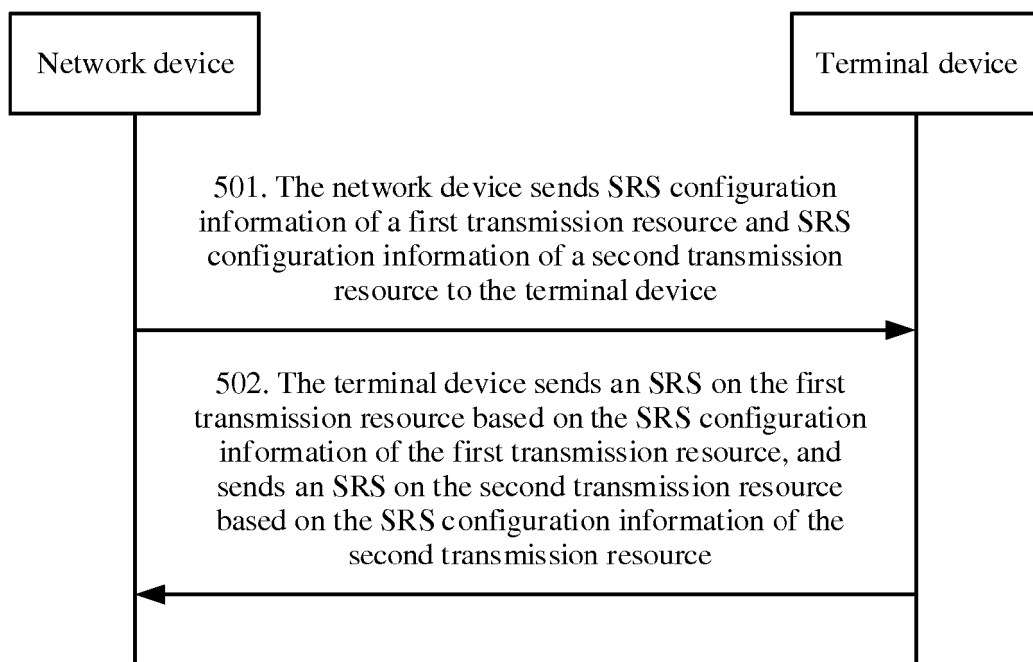 Network device
Terminal device
501. The network device sends SRS configuration
information of a first transmission resource and SRS
configuration information of a second transmission
resource to the terminal device
502. The terminal device sends an SRS on the first
transmission resource based on the SRS configuration
information of the first transmission resource, and
sends an SRS on the second transmission resource
based on the SRS configuration information of the
second transmission resource